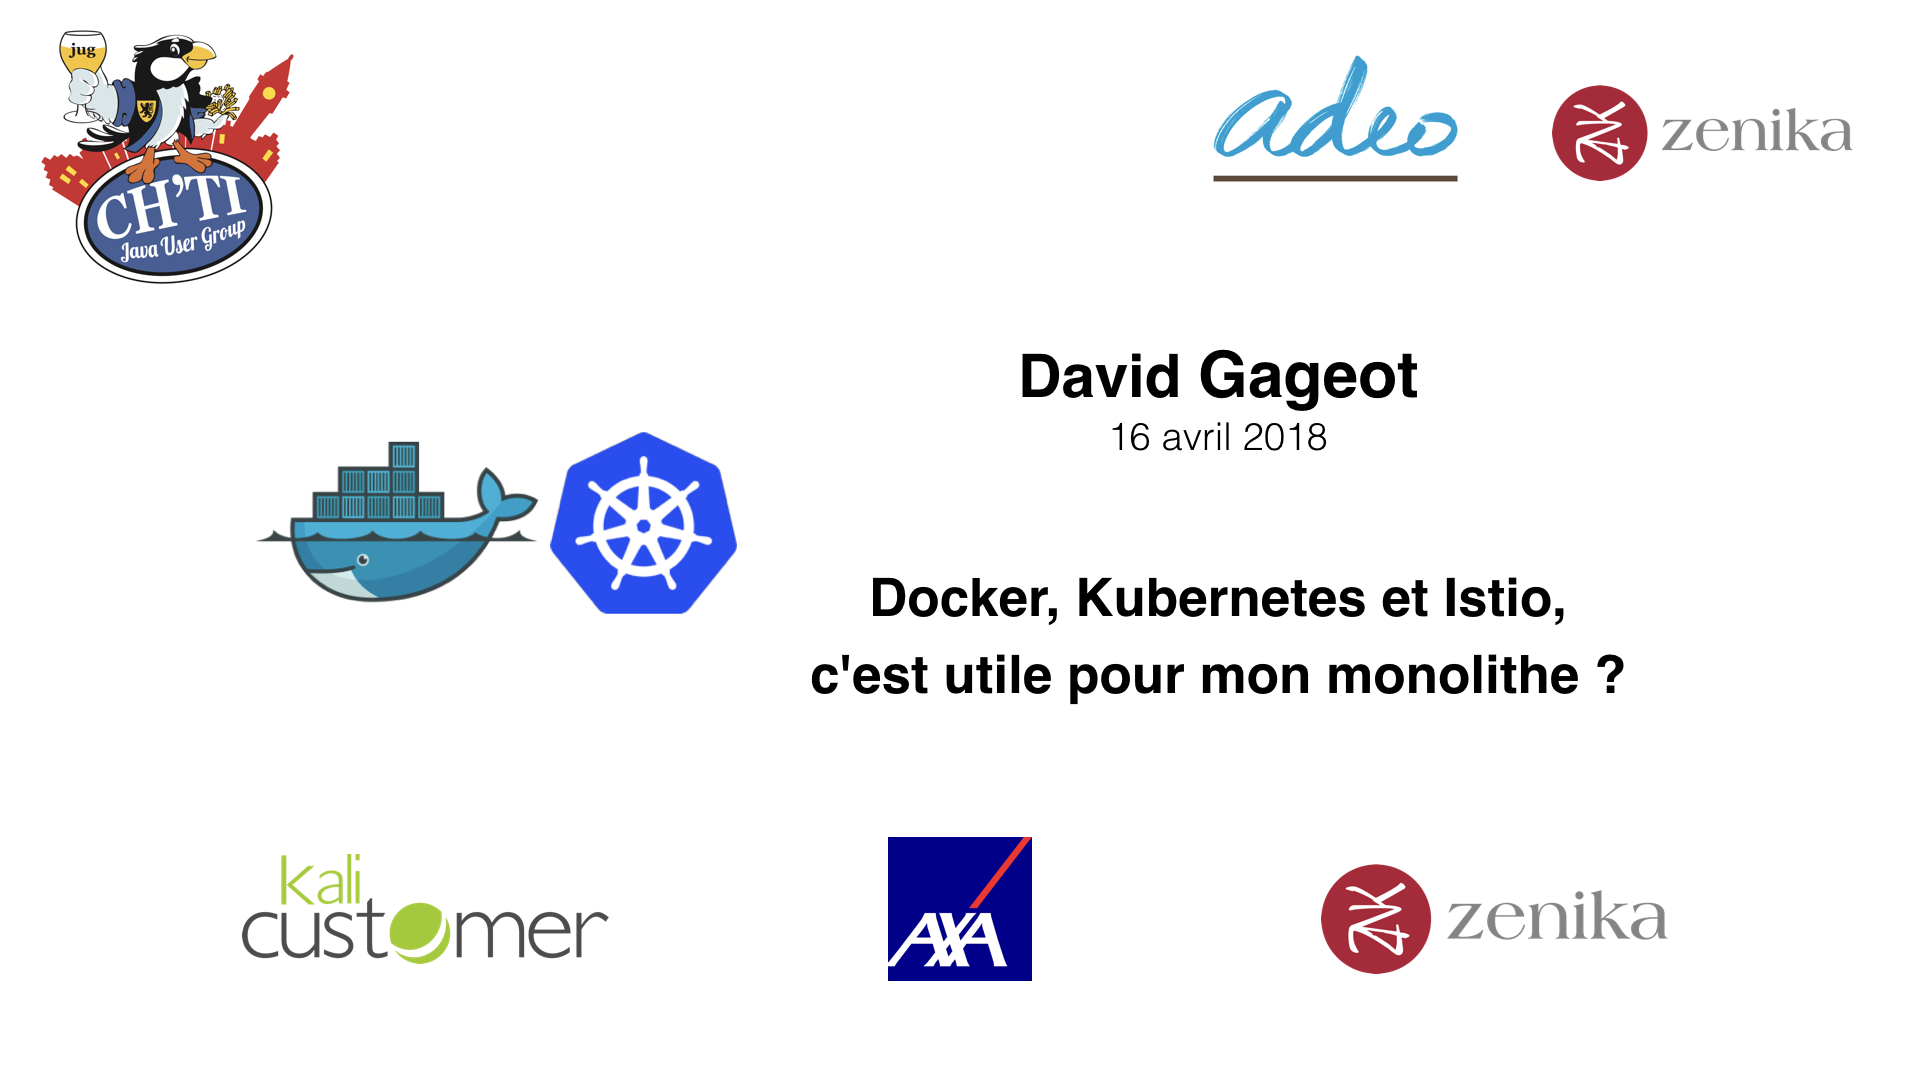 jug
CH'TI
Java User Group
adeo
zenika
David Gageot
16 avril 2018
Docker, Kubernetes et Istio,
c'est utile pour mon monolithe ?
kali
customer
AXA
zenika